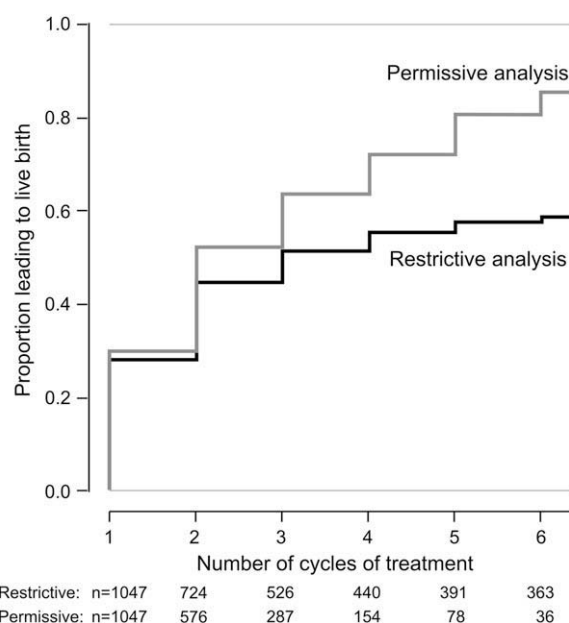 1.0
Permissive analysis
0.8
0.6
Restrictive analysis
0.4
0.2
0.0
Proportion leading to live birth
1 2 3 4 5 6
Number of cycles of treatment
Restrictive: n=1047 724 526 440 391 363
Permissive: n=1047 576 287 154 78 36